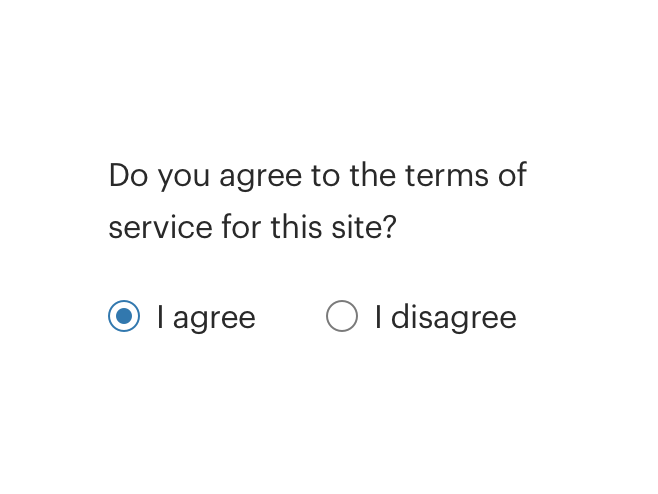 Do you agree to the terms of
service for this site?
I agree I disagree